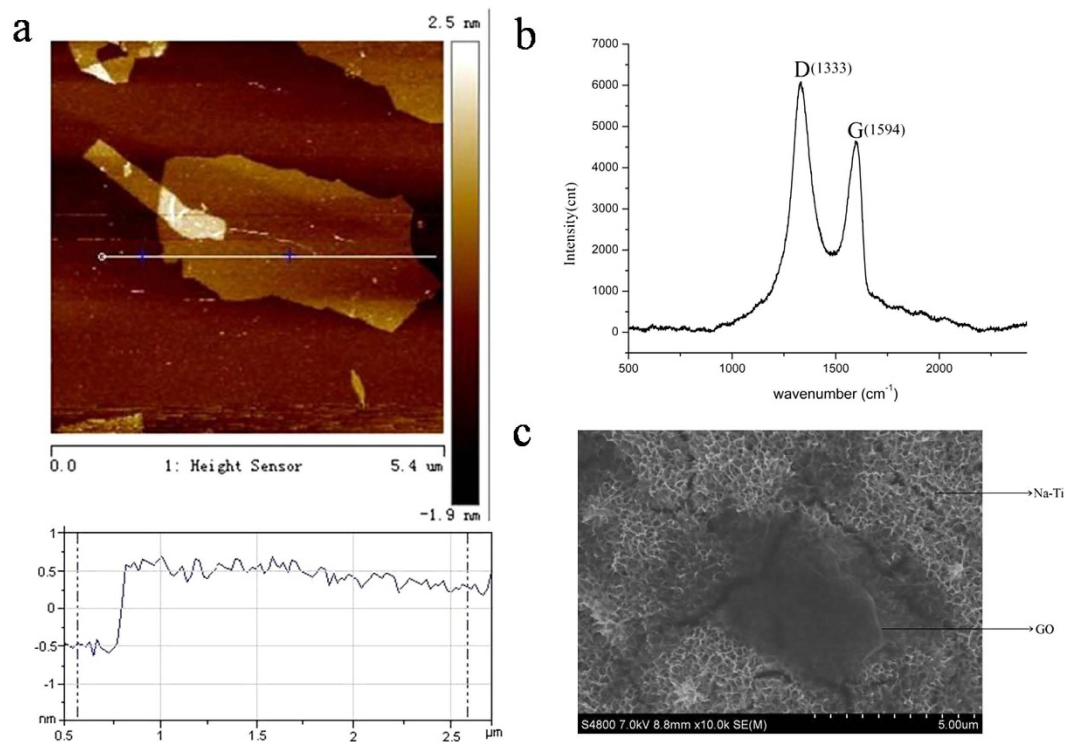 a
2.5 nm
0.0
1: Height Sensor
5.4 um
-1.9 nm
1
0.5
0
-0.5
-1
nm
0.5
1
1.5
2
2.5
µm
b
7000
6000
5000
4000
3000
2000
1000
0
Intensity(cnt)
D(1333)
G(1594)
500
1000
1500
2000
wavenumber (cm⁻¹)
c
Na-Ti
GO
S4800 7.0kV 8.8mm x10.0k SE(M)
5.00um